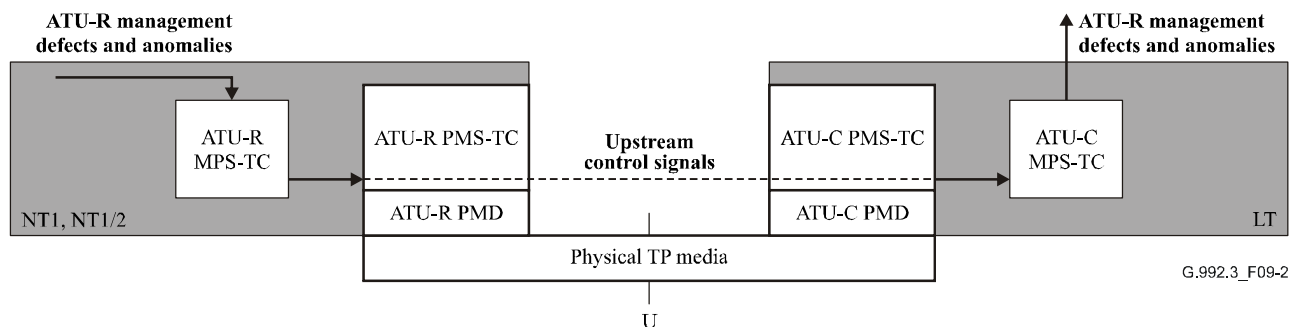 ATU-R management
defects and anomalies
ATU-R management
defects and anomalies
ATU-R
MPS-TC
ATU-R PMS-TC
Upstream
control signals
ATU-C PMS-TC
ATU-C
MPS-TC
NT1, NT1/2
ATU-R PMD
ATU-C PMD
LT
Physical TP media
G.992.3_F09-2
U